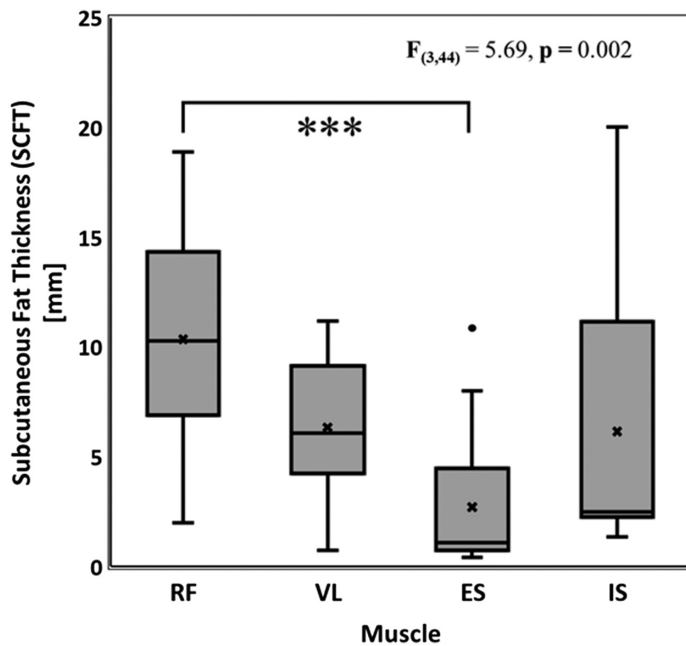 25
F(3,44) = 5.69, p = 0.002
20
***
15
10
5
0
Subcutaneous Fat Thickness (SCFT)
[mm]
RF VL ES IS
Muscle